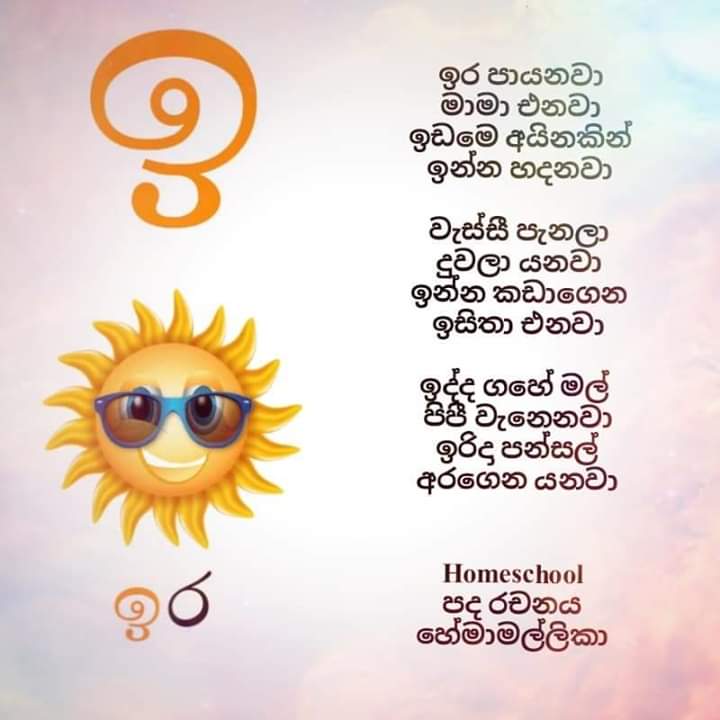 ඉ
ඉර
ඉර පායනවා
මාමා එනවා
ඉඩමෙ අයිනකින්
ඉන්න හදනවා
වැස්සී පැනලා
දුවලා යනවා
ඉන්න කඩාගෙන
ඉසිතා එනවා
ඉද්ද ගහේ මල්
පිපී වැනෙනවා
ඉරිදා පන්සල්
අරගෙන යනවා
Homeschool
පද රචනය
හේමාමල්ලිකා